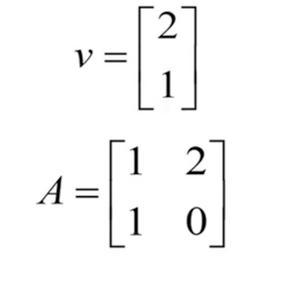 v = [2
1]
A = [1 2
1 0]